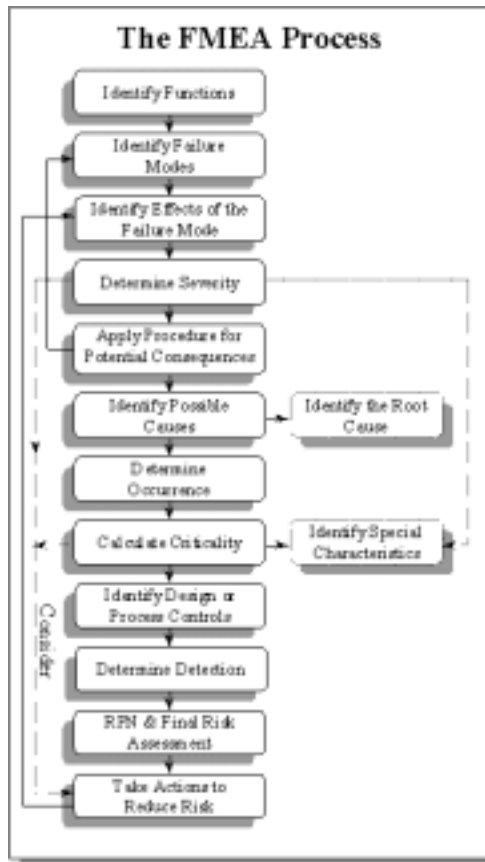 The FMEA Process
Identify Functions
Identify Failure
Modes
Identify Effects of the
Failure Mode
Determine Severity
Apply Procedure for
Potential Consequences
Identify Possible
Causes
Identify the Root
Cause
Determine
Occurrence
Calculate Criticality
Identify Special
Characteristics
Identify Design or
Process Controls
Consider
Determine Detection
RPN & Final Risk
Assessment
Take Actions to
Reduce Risk